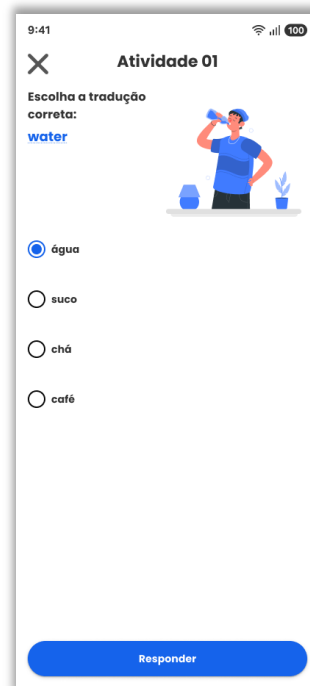 9:41
100
Atividade 01
Escolha a tradução
correta:
water
água
suco
chá
café
Responder